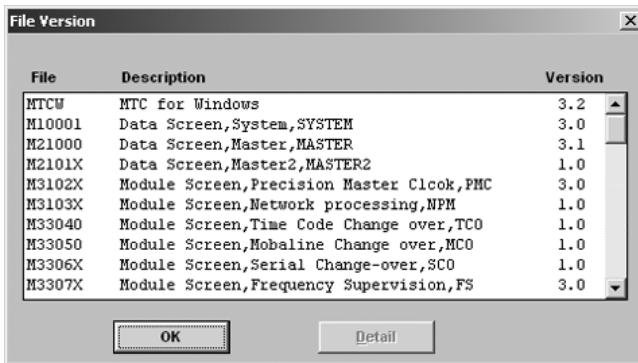 File Version
File Description Version
MTCW MTC for Windows 3.2
M10001 Data Screen,System,SYSTEM 3.0
M21000 Data Screen,Master,MASTER 3.1
M2101X Data Screen,Master2,MASTER2 1.0
M3102X Module Screen,Precision Master Clcok,PMC 3.0
M3103X Module Screen,Network processing,NPM 1.0
M33040 Module Screen,Time Code Change over,TCO 1.0
M33050 Module Screen,Mobaline Change over,MCO 1.0
M3306X Module Screen,Serial Change-over,SCO 1.0
M3307X Module Screen,Frequency Supervision,FS 3.0
OK Detail